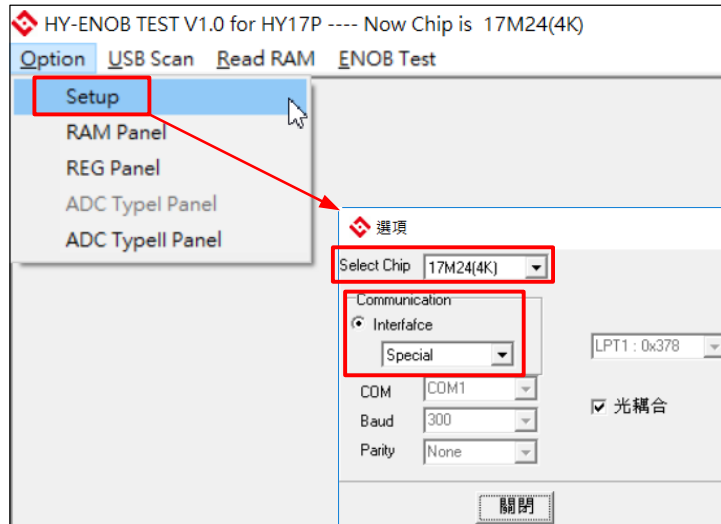 HY-ENOB TEST V1.0 for HY17P ---- Now Chip is 17M24(4K)
Option USB Scan Read RAM ENOB Test
Setup
RAM Panel
REG Panel
ADC TypeI Panel
ADC TypeII Panel
選項
Select Chip 17M24(4K)
Communication
Interfafce
Special
LPT1 : 0x378
COM COM1
Baud 300
光耦合
Parity None
關閉